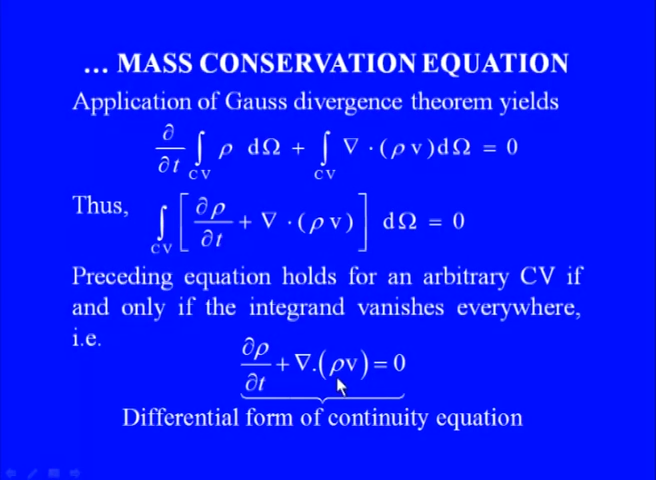 ... MASS CONSERVATION EQUATION
Application of Gauss divergence theorem yields
∂/∂t ∫CV ρ dΩ + ∫CV ∇ · (ρ v) dΩ = 0
Thus, ∫CV [∂ρ/∂t + ∇ · (ρ v)] dΩ = 0
Preceding equation holds for an arbitrary CV if
and only if the integrand vanishes everywhere,
i.e.
∂ρ/∂t + ∇.(ρv) = 0
Differential form of continuity equation